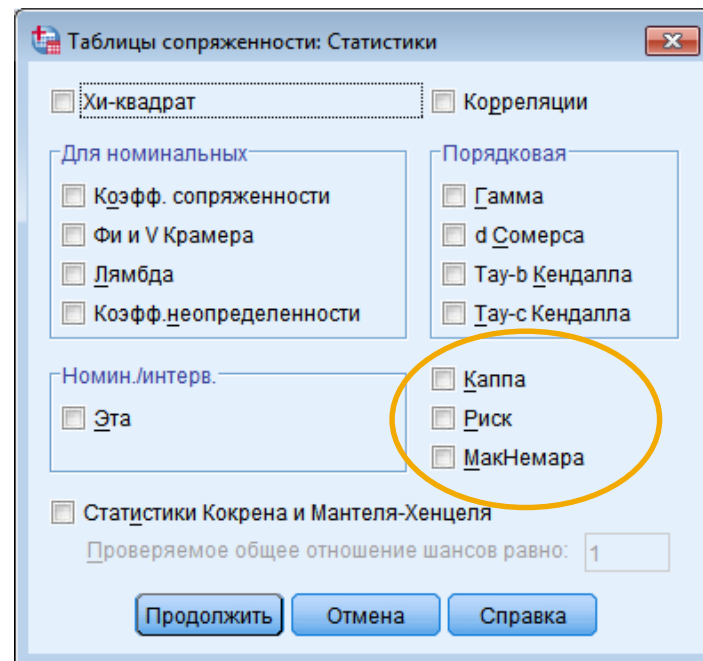 Таблицы сопряженности: Статистики
Хи-квадрат
Корреляции
Для номинальных
Коэфф. сопряженности
Фи и V Крамера
Лямбда
Коэфф.неопределенности
Порядковая
Гамма
d Сомерса
Тау-b Кендалла
Тау-с Кендалла
Номин./интерв.
Эта
Каппа
Риск
МакНемара
Статистики Кокрена и Мантеля-Хенцеля
Проверяемое общее отношение шансов равно: 1
Продолжить Отмена Справка